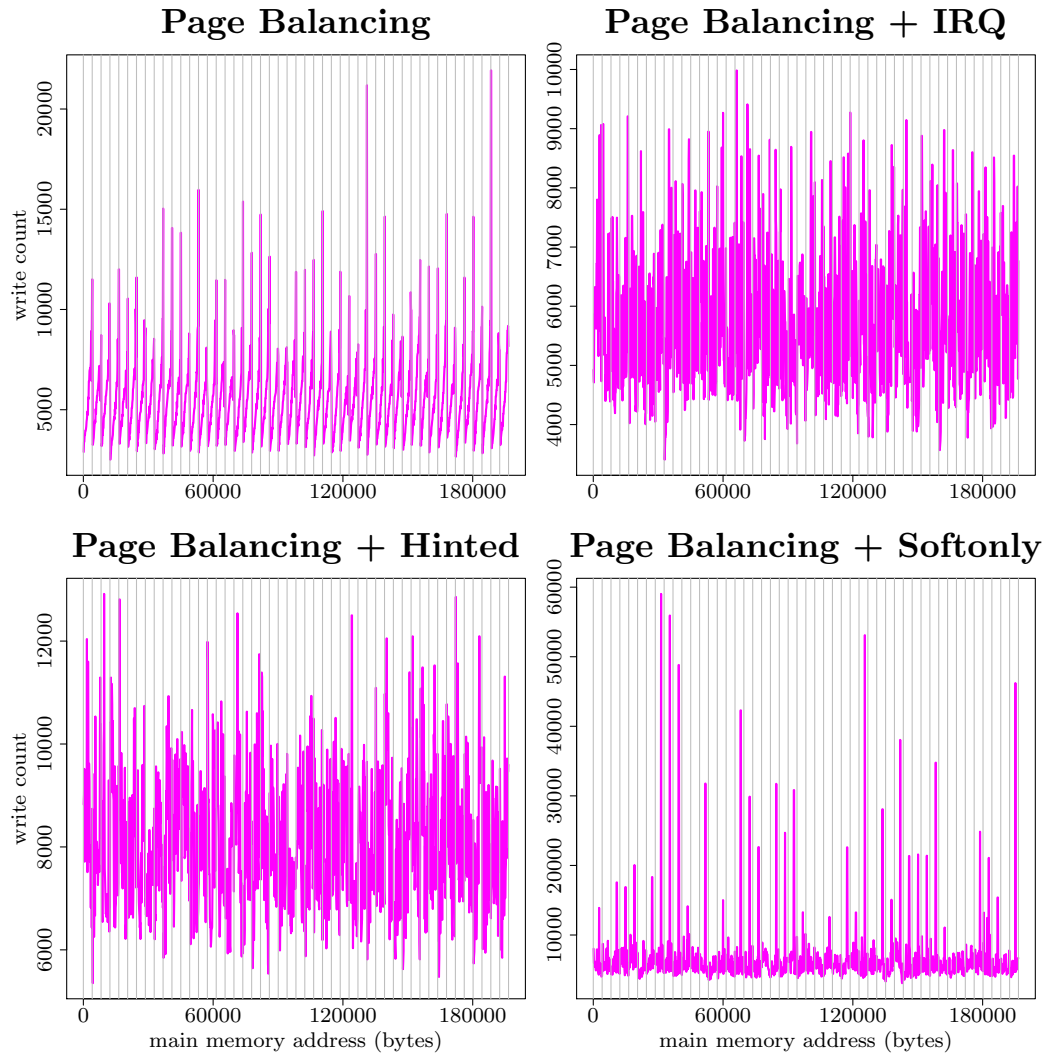 Page Balancing
write count
20000
15000
10000
5000
0 60000 120000 180000
Page Balancing + IRQ
10000
9000
8000
7000
6000
5000
4000
0 60000 120000 180000
Page Balancing + Hinted
write count
12000
10000
8000
6000
0 60000 120000 180000
main memory address (bytes)
Page Balancing + Softonly
60000
50000
40000
30000
20000
10000
0 60000 120000 180000
main memory address (bytes)